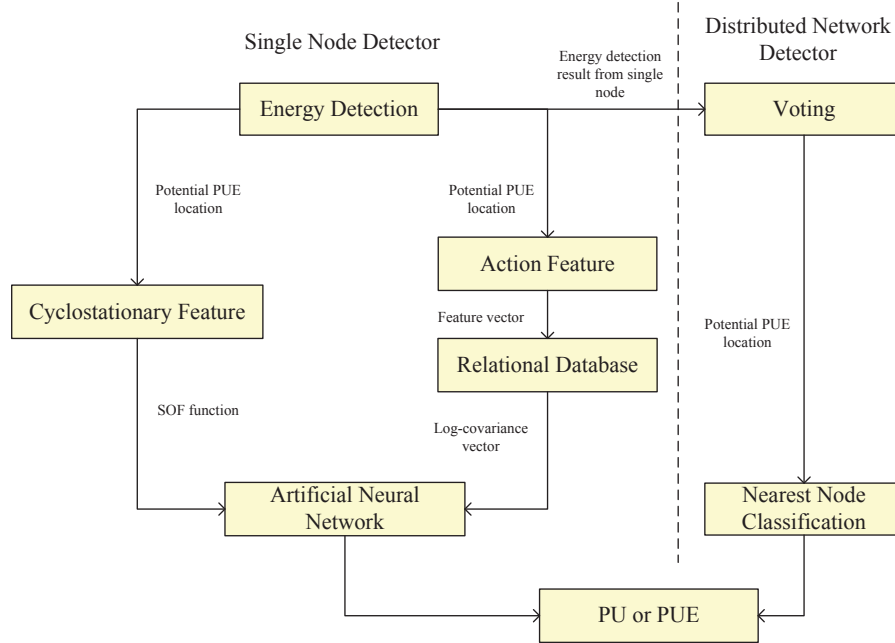 Single Node Detector
Distributed Network
Detector
Energy detection
result from single
node
Energy Detection
Voting
Potential PUE
location
Potential PUE
location
Action Feature
Cyclostationary Feature
Feature vector
Potential PUE
location
Relational Database
SOF function
Log-covariance
vector
Artificial Neural
Network
Nearest Node
Classification
PU or PUE